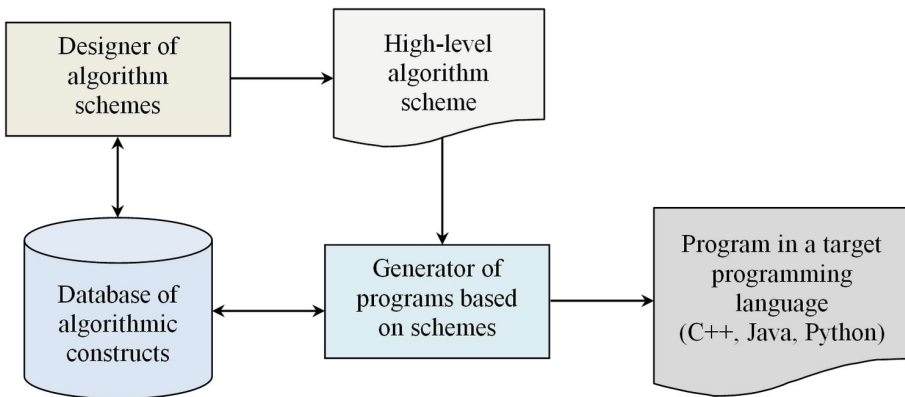 Designer of
algorithm
schemes
High-level
algorithm
scheme
Database of
algorithmic
constructs
Generator of
programs based
on schemes
Program in a target
programming
language
(C++, Java, Python)